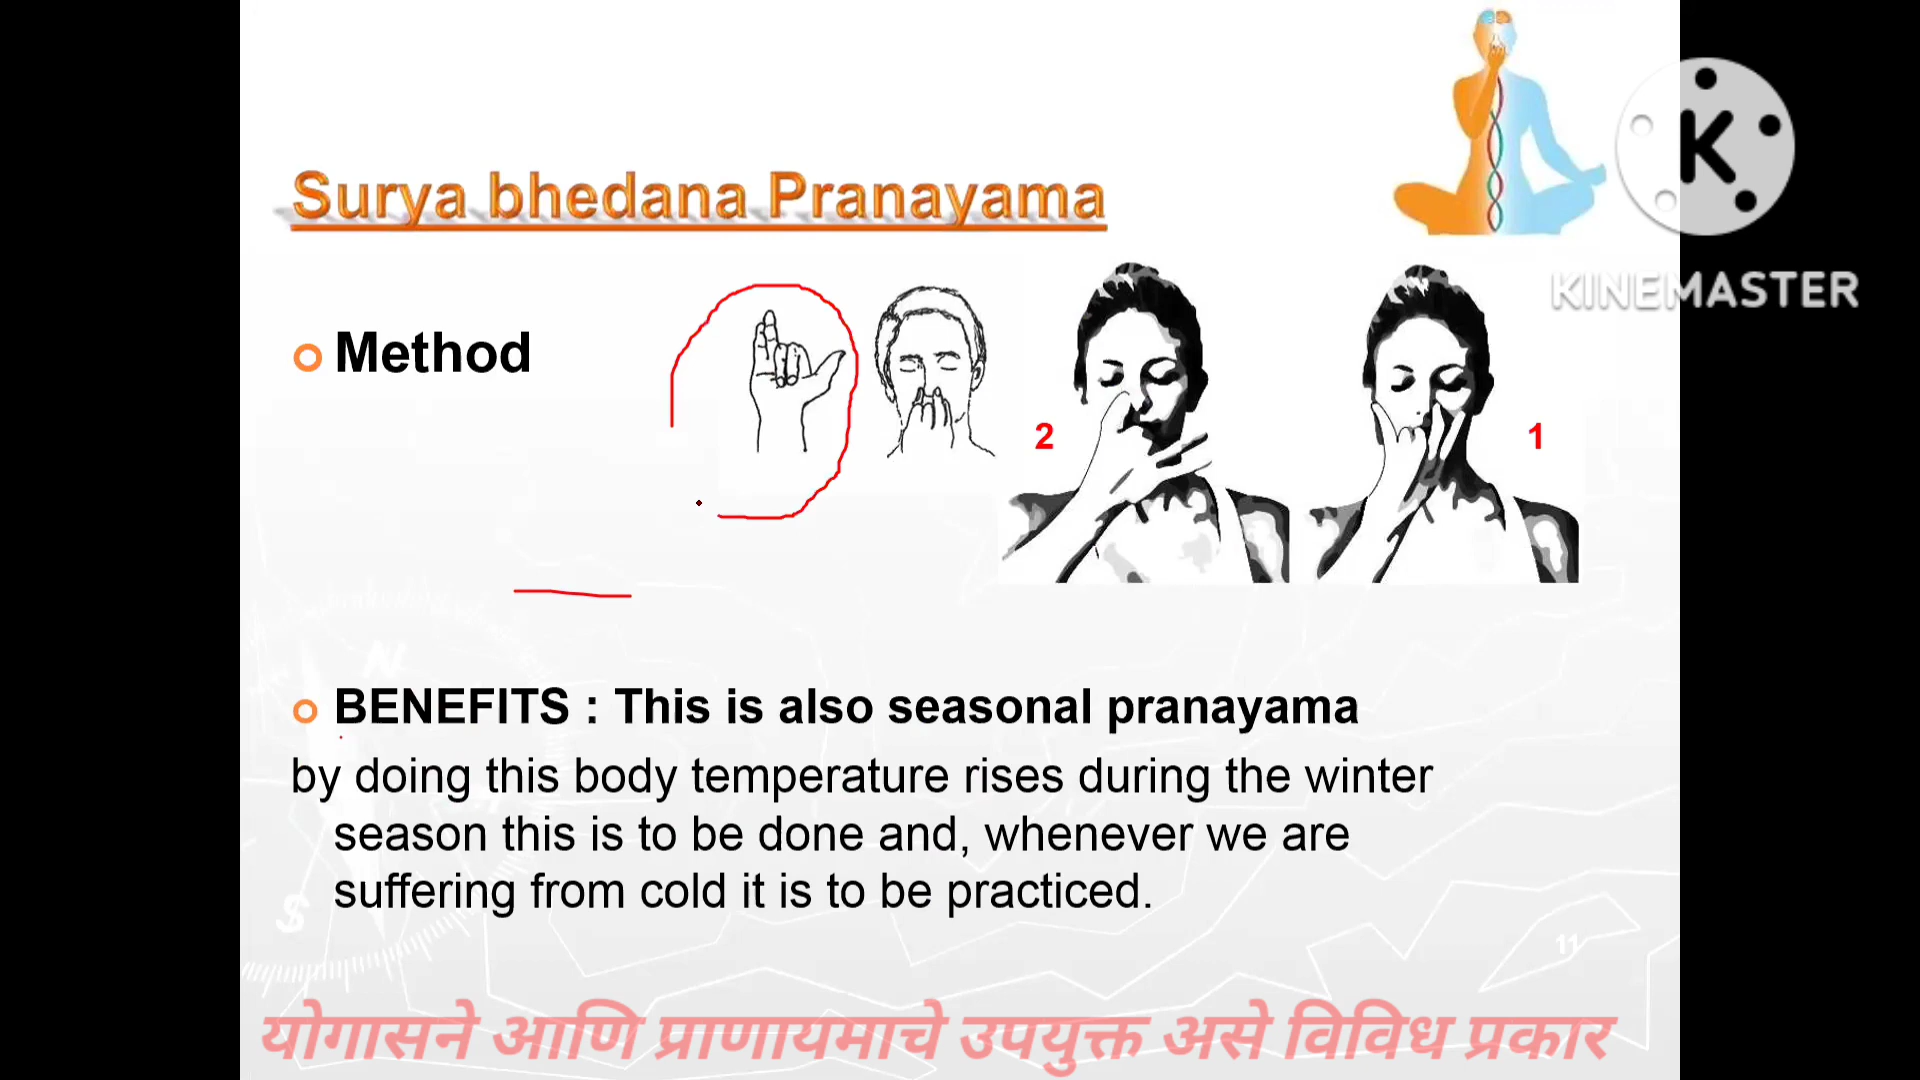 Surya bhedana Pranayama
K
KINEMASTER
Method
2
1
N
BENEFITS : This is also seasonal pranayama
by doing this body temperature rises during the winter
season this is to be done and, whenever we are
suffering from cold it is to be practiced.
S
11
योगासने आणि प्राणायमाचे उपयुक्त असे विविध प्रकार